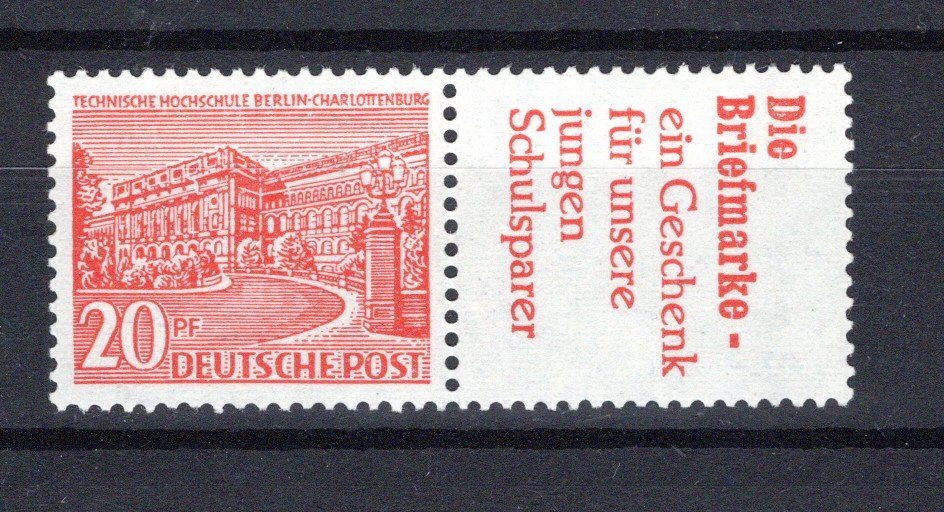 TECHNISCHE HOCHSCHULE BERLIN-CHARLOTTENBURG
20 PF
DEUTSCHE POST
Die
Briefmarke -
ein Geschenk
für unsere
jungen
Schulsparer